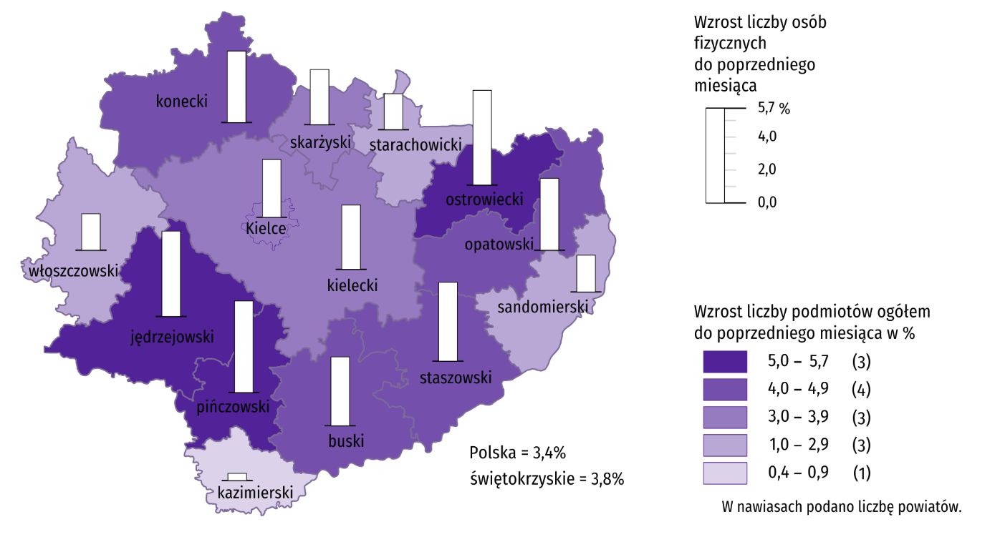 konecki
skarżyski
starachowicki
ostrowiecki
Kielce
opatowski
włoszczowski
kielecki
sandomierski
jędrzejowski
staszowski
pińczowski
buski
kazimierski
Polska = 3,4%
świętokrzyskie = 3,8%
Wzrost liczby osób
fizycznych
do poprzedniego
miesiąca
5,7 %
4,0
2,0
0,0
Wzrost liczby podmiotów ogółem
do poprzedniego miesiąca w %
5,0 – 5,7 (3)
4,0 – 4,9 (4)
3,0 – 3,9 (3)
1,0 – 2,9 (3)
0,4 – 0,9 (1)
W nawiasach podano liczbę powiatów.